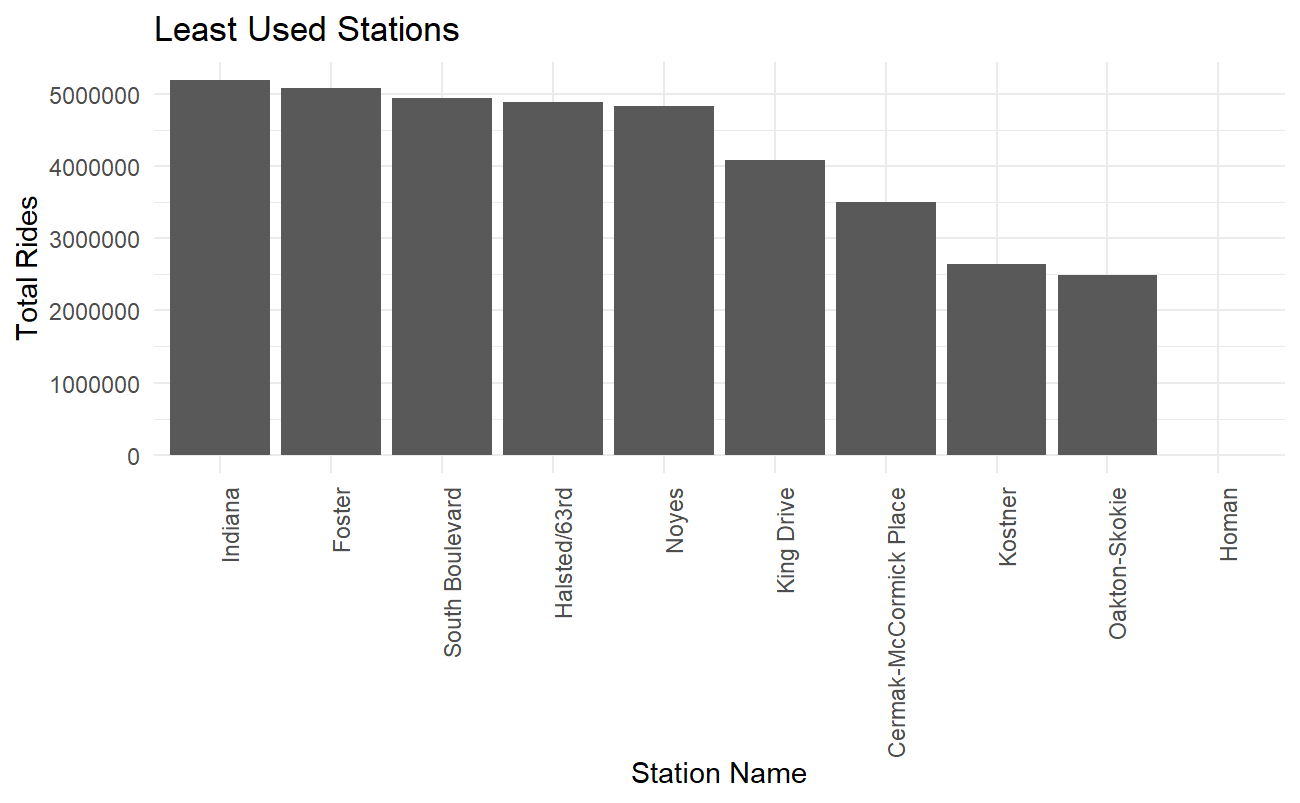 Least Used Stations
Total Rides
5000000
4000000
3000000
2000000
1000000
0
Indiana
Foster
South Boulevard
Halsted/63rd
Noyes
King Drive
Cermak-McCormick Place
Kostner
Oakton-Skokie
Homan
Station Name